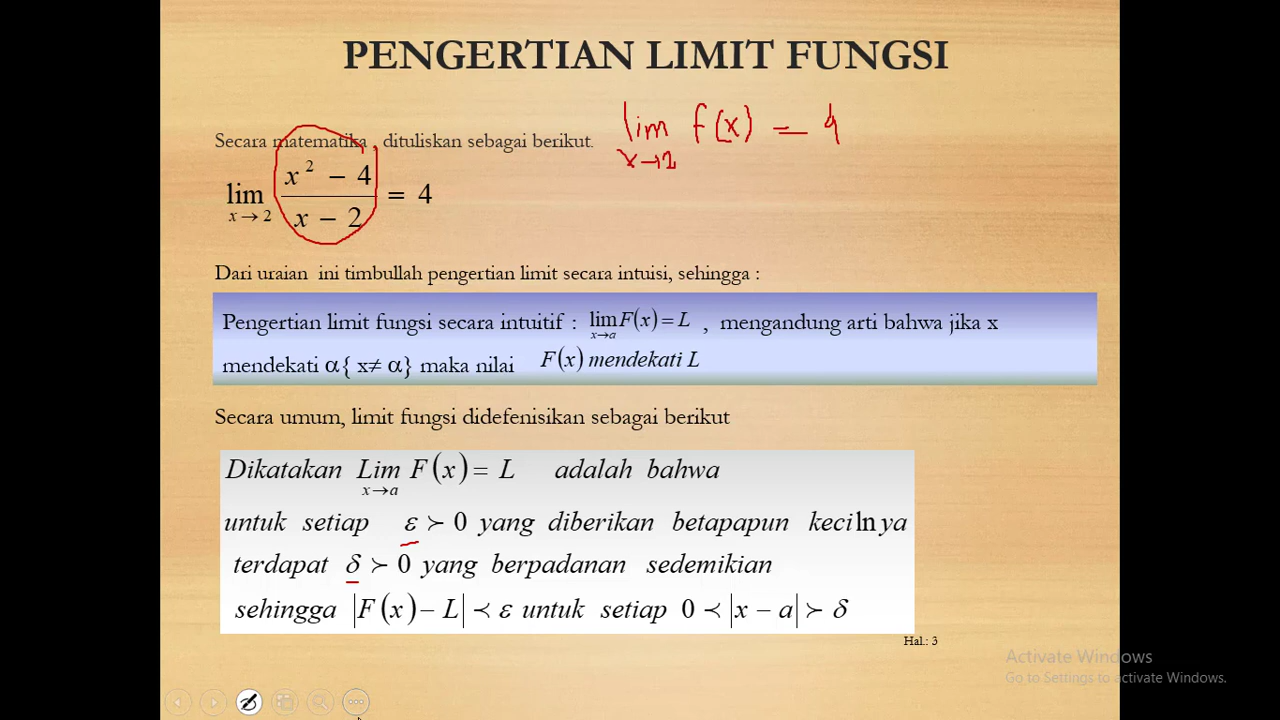 PENGERTIAN LIMIT FUNGSI
Secara matematika , dituliskan sebagai berikut.
lim f(x) = 4
x→2
lim x² − 4 / x − 2 = 4
x → 2
Dari uraian ini timbullah pengertian limit secara intuisi, sehingga :
Pengertian limit fungsi secara intuitif : lim F(x) = L , mengandung arti bahwa jika x
x→a
mendekati α{ x≠ α} maka nilai F(x) mendekati L
Secara umum, limit fungsi didefenisikan sebagai berikut
Dikatakan Lim F(x) = L adalah bahwa
x→a
untuk setiap ε ≻ 0 yang diberikan betapapun keci ln ya
terdapat δ ≻ 0 yang berpadanan sedemikian
sehingga |F(x) − L| ≺ ε untuk setiap 0 ≺ |x − a| ≻ δ
Hal.: 3
Activate Windows
Go to Settings to activate Windows.